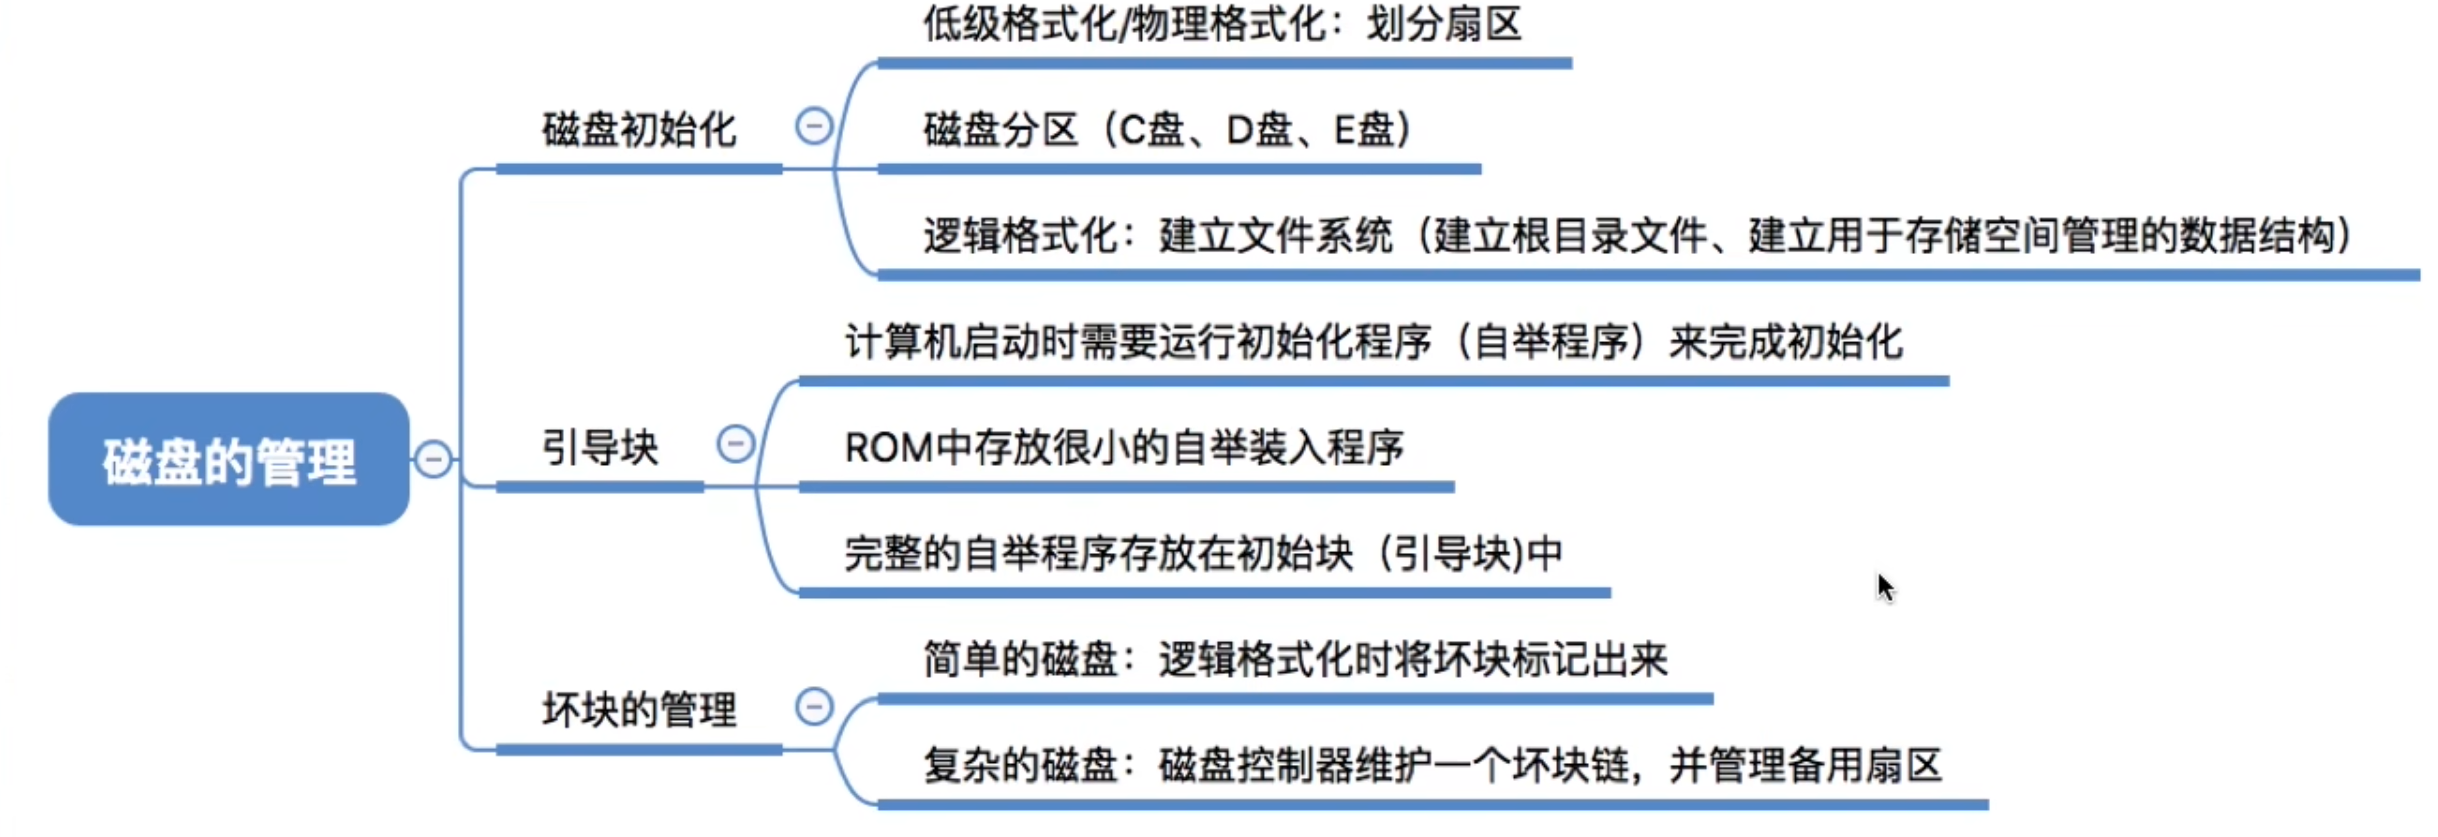 低级格式化/物理格式化：划分扇区
磁盘初始化
磁盘分区（C盘、D盘、E盘）
逻辑格式化：建立文件系统（建立根目录文件、建立用于存储空间管理的数据结构）
计算机启动时需要运行初始化程序（自举程序）来完成初始化
磁盘的管理
引导块
ROM中存放很小的自举装入程序
完整的自举程序存放在初始块（引导块)中
简单的磁盘：逻辑格式化时将坏块标记出来
坏块的管理
复杂的磁盘：磁盘控制器维护一个坏块链，并管理备用扇区